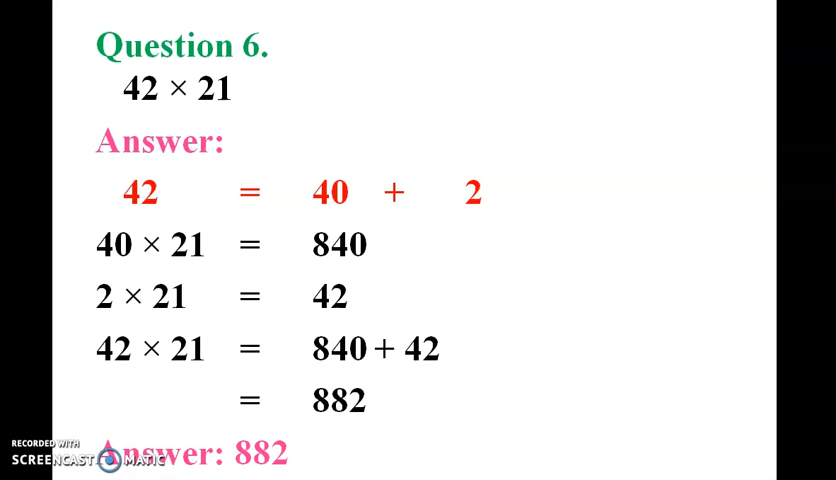 Question 6.
42 × 21
Answer:
42 = 40 + 2
40 × 21 = 840
2 × 21 = 42
42 × 21 = 840 + 42
= 882
Answer: 882
RECORDED WITH
SCREENCAST MATIC